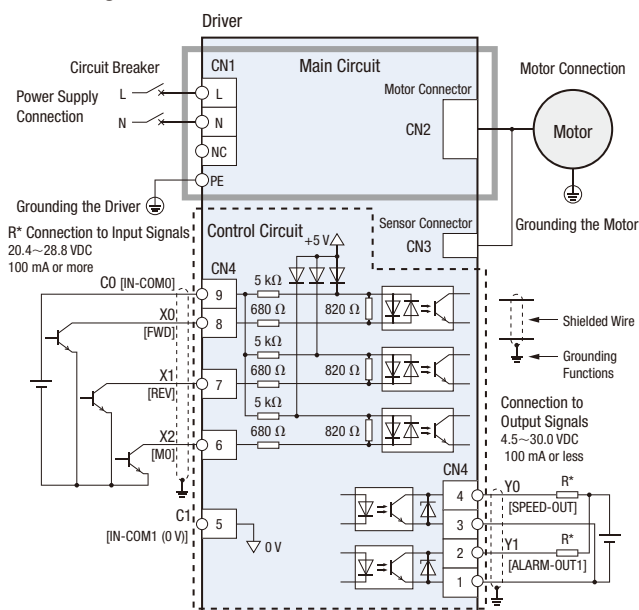 Driver
Circuit Breaker
CN1
Main Circuit
Motor Connection
Power Supply
Connection
L
L
N
N
NC
PE
Motor Connector
CN2
Motor
Grounding the Driver
Grounding the Motor
R* Connection to Input Signals
20.4~28.8 VDC
100 mA or more
Control Circuit
+5 V
Sensor Connector
CN3
CN4
C0 [IN-COM0]
9
5 kΩ
X0
[FWD]
8
680 Ω
820 Ω
5 kΩ
X1
[REV]
7
680 Ω
820 Ω
5 kΩ
X2
[M0]
6
680 Ω
820 Ω
C1
[IN-COM1 (0 V)]
5
0 V
Shielded Wire
Grounding
Functions
Connection to
Output Signals
4.5~30.0 VDC
100 mA or less
CN4
4
Y0
R*
[SPEED-OUT]
3
2
Y1
R*
[ALARM-OUT1]
1